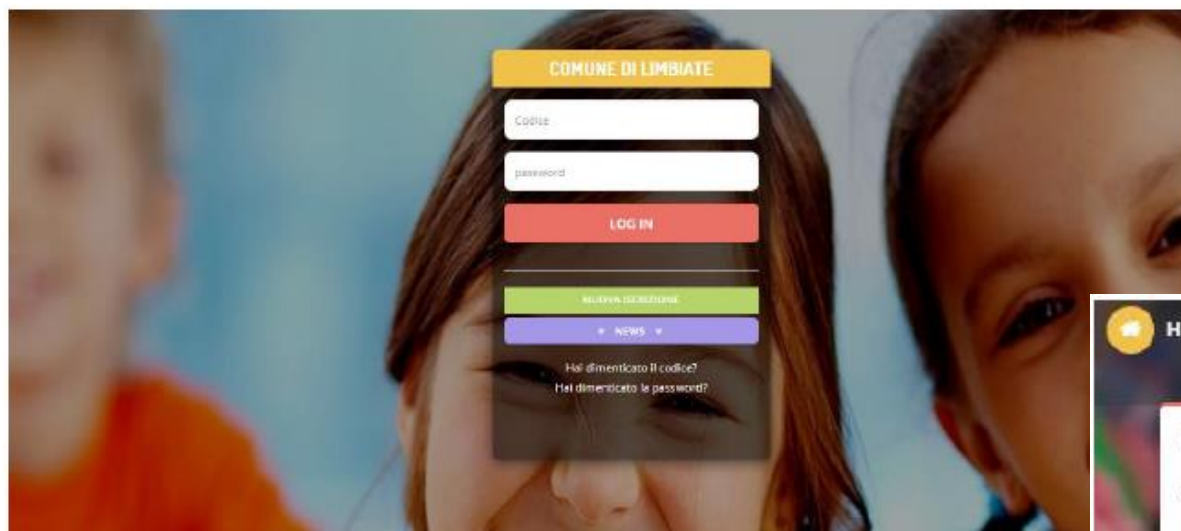 COMUNE DI LIMBIATE
Codice
password
LOG IN
NUOVA ISCRIZIONE
NEWS
Hai dimenticato il codice?
Hai dimenticato la password?
H